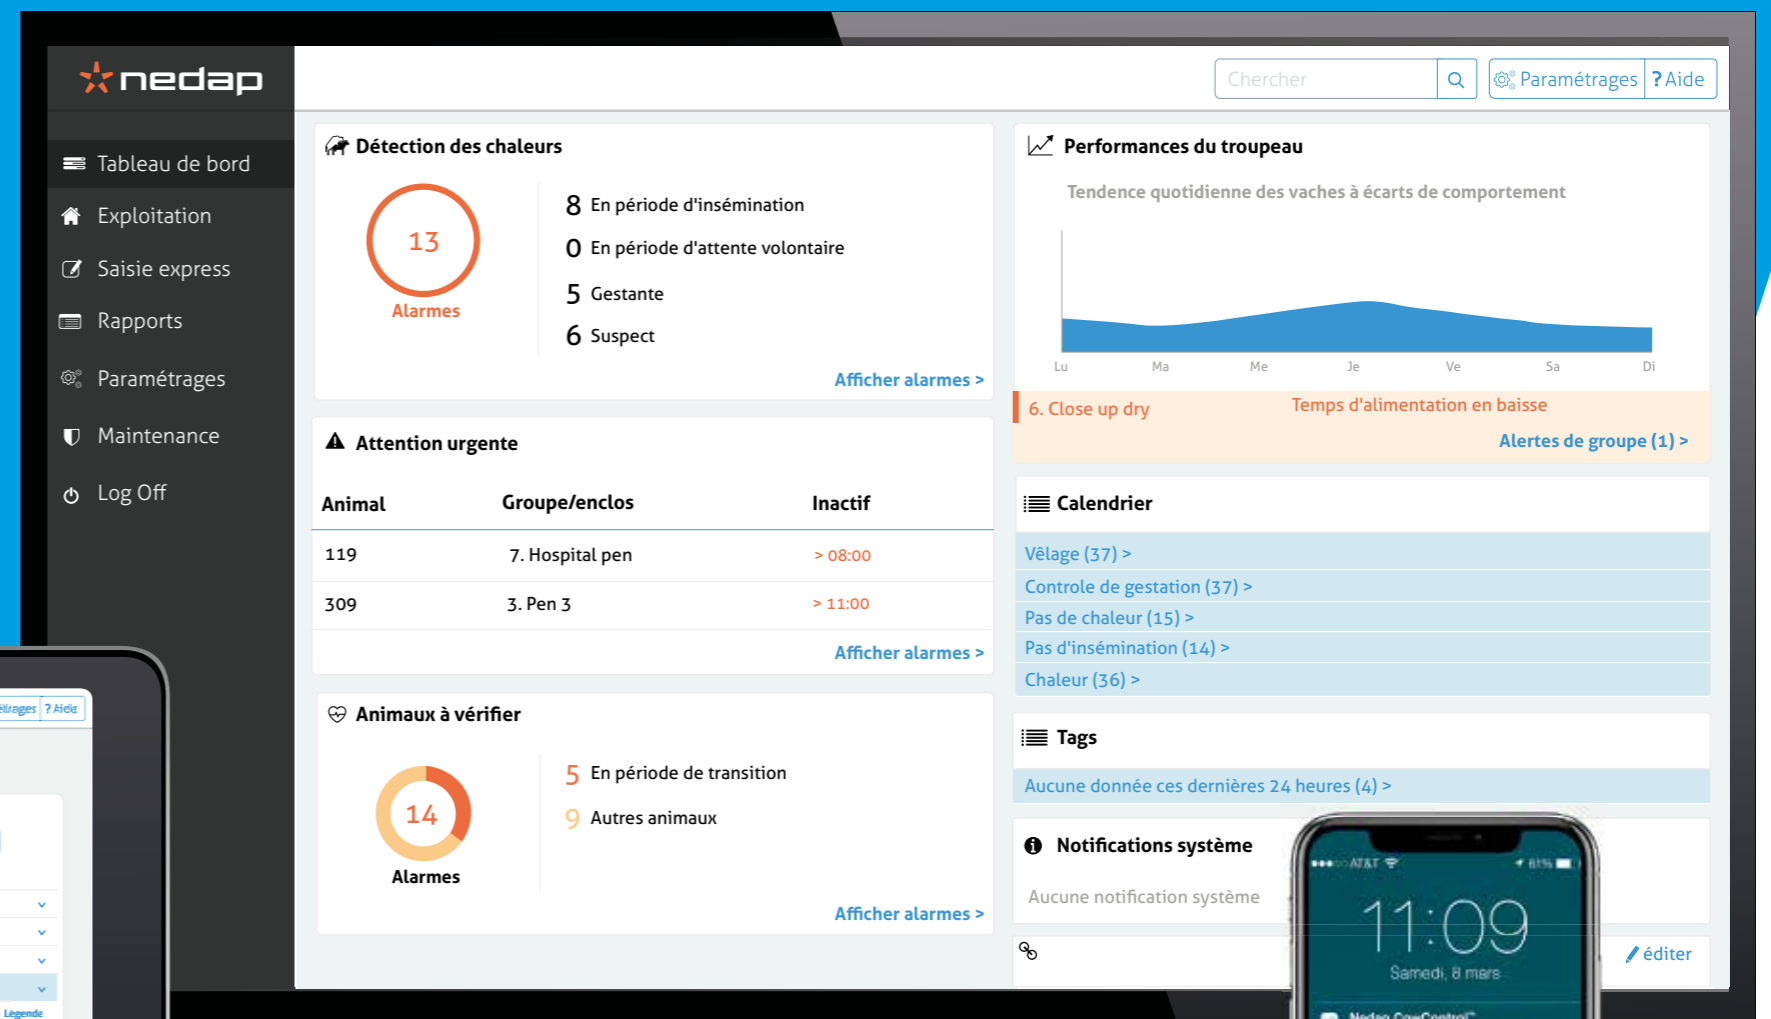 nedap
Chercher
Paramétrages
? Aide
Tableau de bord
Exploitation
Saisie express
Rapports
Paramétrages
Maintenance
Log Off
Détection des chaleurs
13
Alarmes
8 En période d'insémination
0 En période d'attente volontaire
5 Gestante
6 Suspect
Afficher alarmes >
Attention urgente
Animal Groupe/enclos Inactif
119 7. Hospital pen > 08:00
309 3. Pen 3 > 11:00
Afficher alarmes >
Animaux à vérifier
14
Alarmes
5 En période de transition
9 Autres animaux
Afficher alarmes >
Performances du troupeau
Tendence quotidienne des vaches à écarts de comportement
Lu Ma Me Je Ve Sa Di
6. Close up dry Temps d'alimentation en baisse
Alertes de groupe (1) >
Calendrier
Vêlage (37) >
Controle de gestation (37) >
Pas de chaleur (15) >
Pas d'insémination (14) >
Chaleur (36) >
Tags
Aucune donnée ces dernières 24 heures (4) >
Notifications système
Aucune notification système
éditer
? Aide
Légende
AT&T 81%
11:09
Samedi, 8 mars
Nedap CowControl™